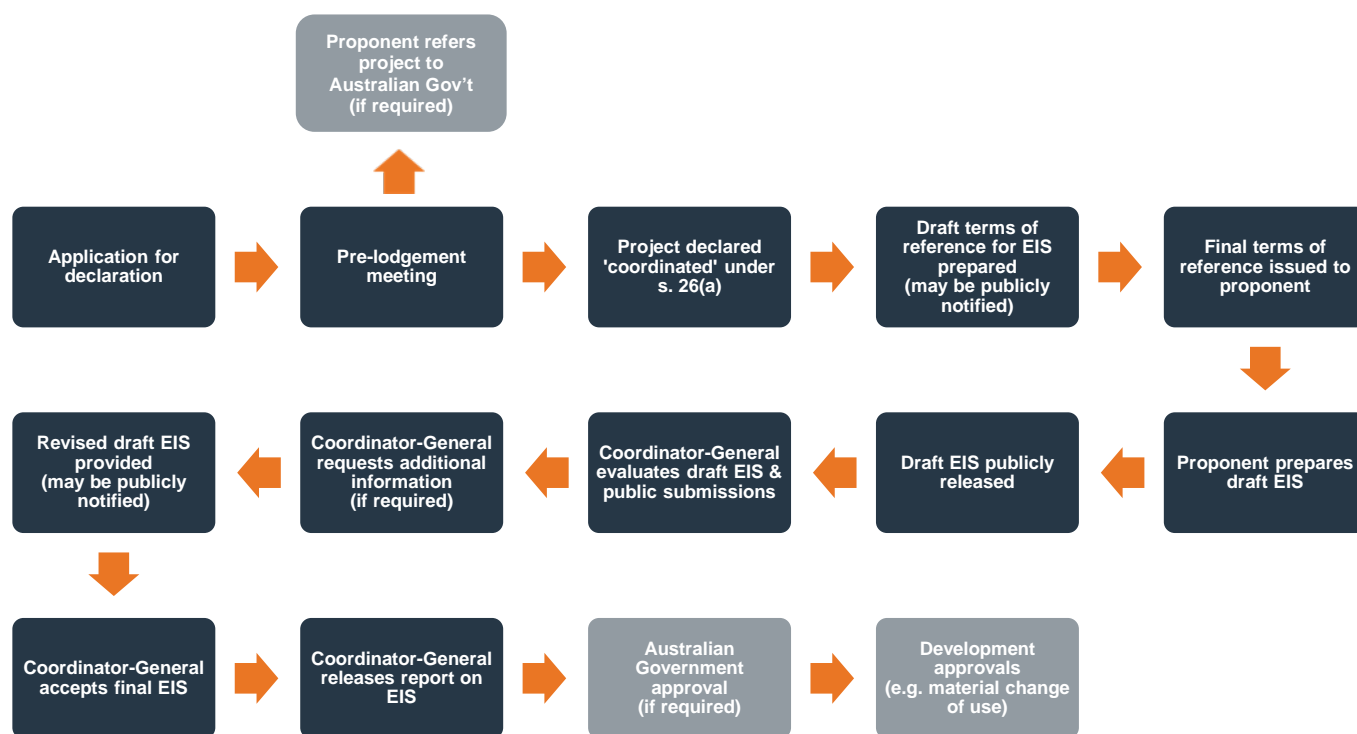 Proponent refers
project to
Australian Gov’t
(if required)
Application for
declaration
Pre-lodgement
meeting
Project declared
'coordinated' under
s. 26(a)
Draft terms of
reference for EIS
prepared
(may be publicly
notified)
Final terms of
reference issued to
proponent
Revised draft EIS
provided
(may be publicly
notified)
Coordinator-General
requests additional
information
(if required)
Coordinator-General
evaluates draft EIS &
public submissions
Draft EIS publicly
released
Proponent prepares
draft EIS
Coordinator-General
accepts final EIS
Coordinator-General
releases report on
EIS
Australian
Government
approval
(if required)
Development
approvals
(e.g. material change
of use)